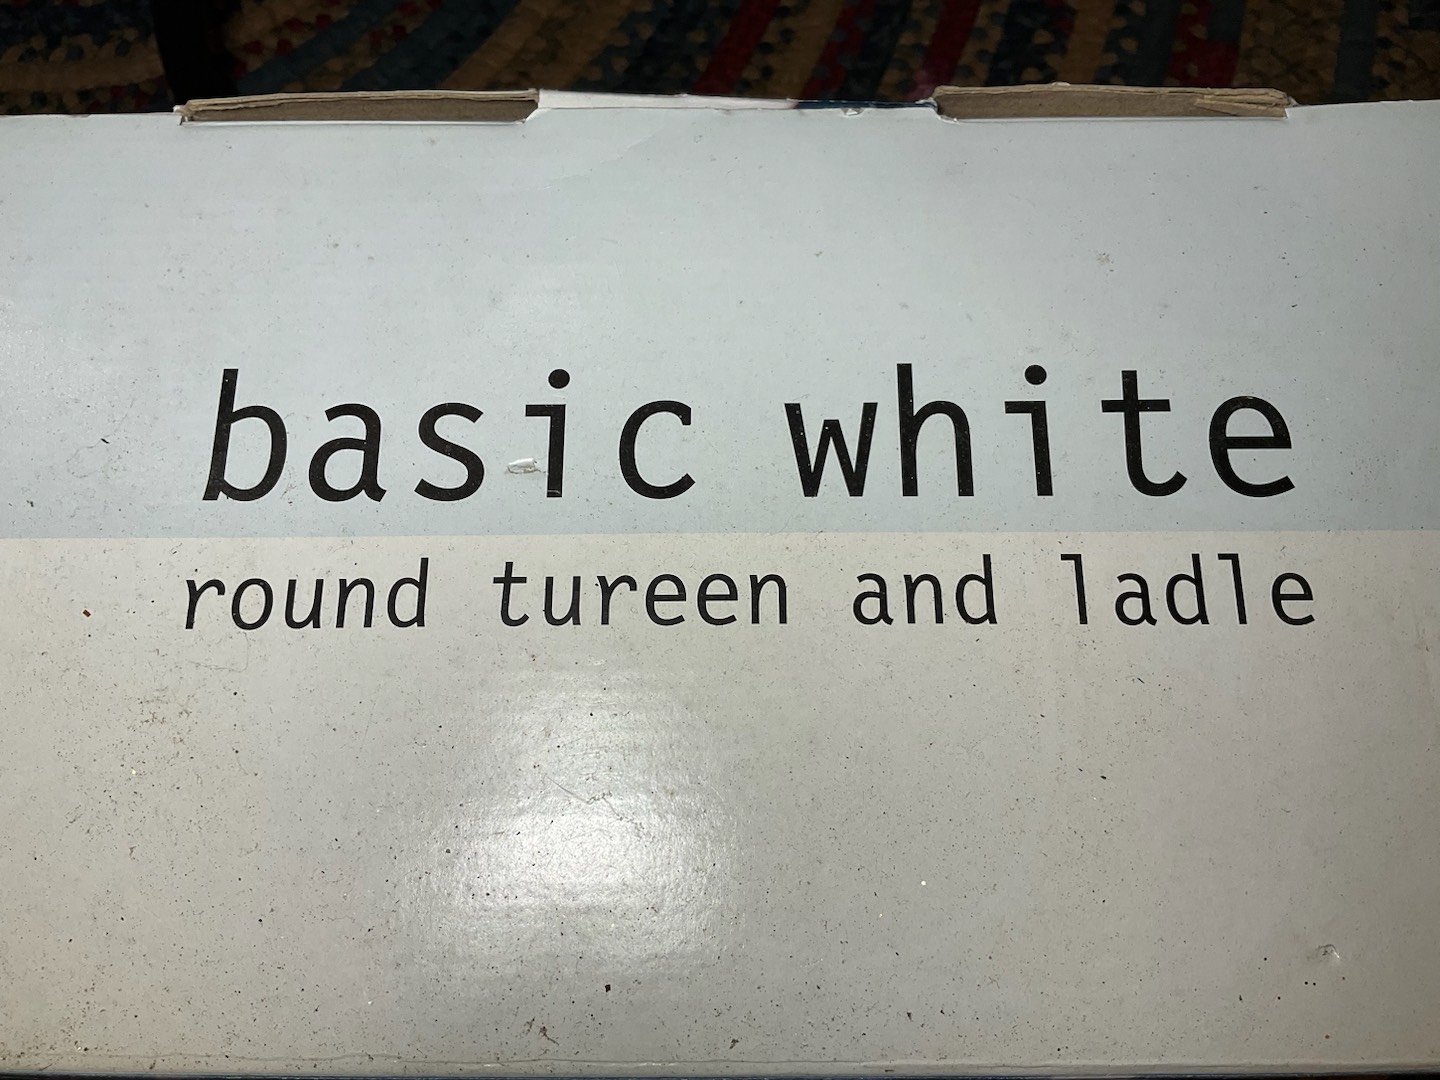 basic white
round tureen and ladle